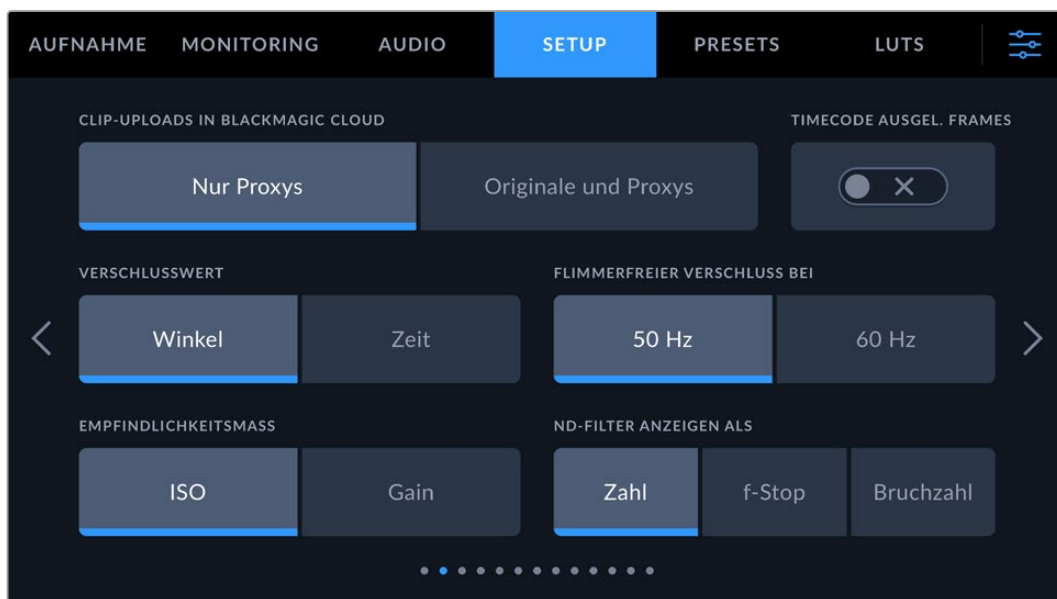 AUFNAHME MONITORING AUDIO SETUP PRESETS LUTS
CLIP-UPLOADS IN BLACKMAGIC CLOUD TIMECODE AUSGEL. FRAMES
Nur Proxys Originale und Proxys
VERSCHLUSSWERT FLIMMERFREIER VERSCHLUSS BEI
Winkel Zeit 50 Hz 60 Hz
EMPFINDLICHKEITSMASS ND-FILTER ANZEIGEN ALS
ISO Gain Zahl f-Stop Bruchzahl